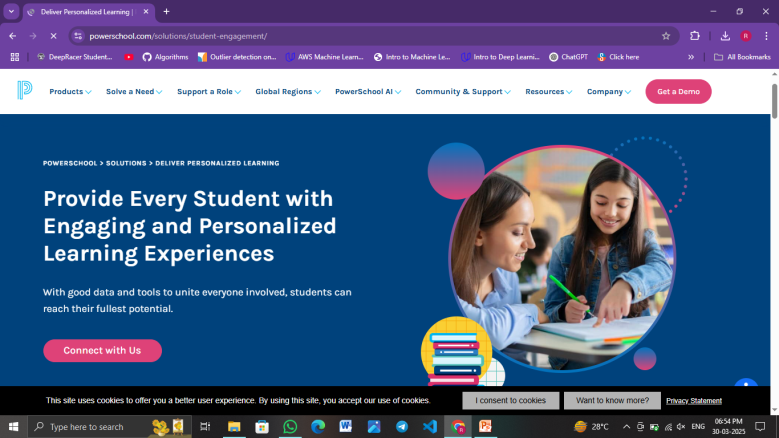 Deliver Personalized Learning |
powerschool.com/solutions/student-engagement/
R
DeepRacer Student...
Algorithms
Outlier detection on...
AWS Machine Learn...
Intro to Machine Le...
Intro to Deep Learni...
ChatGPT
Click here
All Bookmarks
Products
Solve a Need
Support a Role
Global Regions
PowerSchool AI
Community & Support
Resources
Company
Get a Demo
POWERSCHOOL > SOLUTIONS > DELIVER PERSONALIZED LEARNING
Provide Every Student with
Engaging and Personalized
Learning Experiences
With good data and tools to unite everyone involved, students can
reach their fullest potential.
Connect with Us
This site uses cookies to offer you a better user experience. By using this site, you accept our use of cookies.
I consent to cookies
Want to know more?
Privacy Statement
Type here to search
28°C
ENG
06:54 PM
30-03-2025